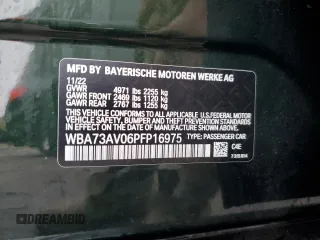 MFD BY BAYERISCHE MOTOREN WERKE AG
11/22
GVWR 4971 lbs 2255 kg
GAWR FRONT 2469 lbs 1120 kg
GAWR REAR 2767 lbs 1255 kg
THIS VEHICLE CONFORMS TO ALL APPLICABLE
U.S. FEDERAL MOTOR VEHICLE SAFETY, BUMPER,
AND THEFT PREVENTION STANDARDS IN EFFECT
ON THE DATE OF MANUFACTURE SHOWN ABOVE.
WBA73AV06PFP16975 TYPE: PASSENGER CAR
C4E
AUTOBIDMASTER
DREAMBID